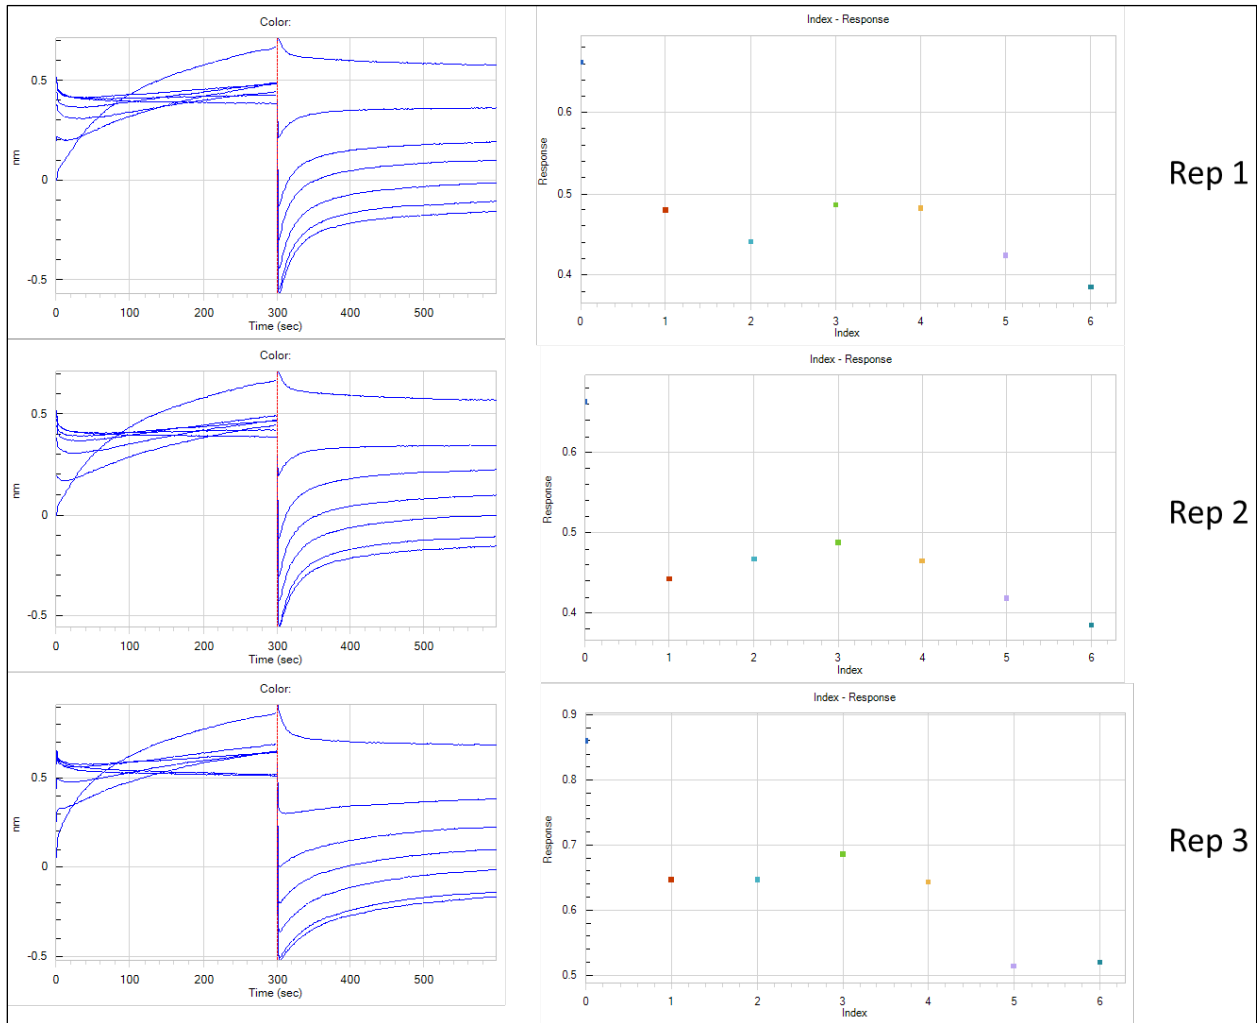 Color:
0.5
0
-0.5
nm
0 100 200 300 400 500
Time (sec)
Index - Response
0.6
0.5
0.4
Response
0 1 2 3 4 5 6
Index
Rep 1
Color:
0.5
0
-0.5
nm
0 100 200 300 400 500
Time (sec)
Index - Response
0.6
0.5
0.4
Response
0 1 2 3 4 5 6
Index
Rep 2
Color:
0.5
0
-0.5
nm
0 100 200 300 400 500
Time (sec)
Index - Response
0.9
0.8
0.7
0.6
0.5
Response
0 1 2 3 4 5 6
Index
Rep 3